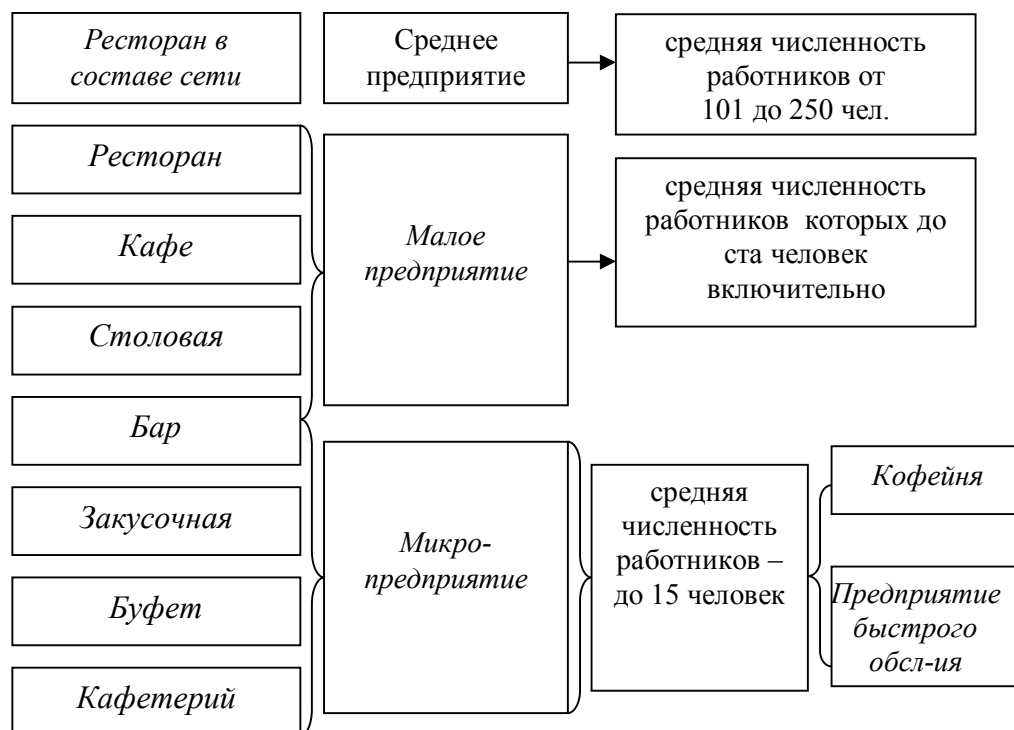 Ресторан в
составе сети
Среднее
предприятие
средняя численность
работников от
101 до 250 чел.
Ресторан
Кафе
Столовая
Бар
Закусочная
Буфет
Кафетерий
Малое
предприятие
средняя численность
работников которых до
ста человек
включительно
Микро-
предприятие
средняя
численность
работников –
до 15 человек
Кофейня
Предприятие
быстрого
обсл-ия